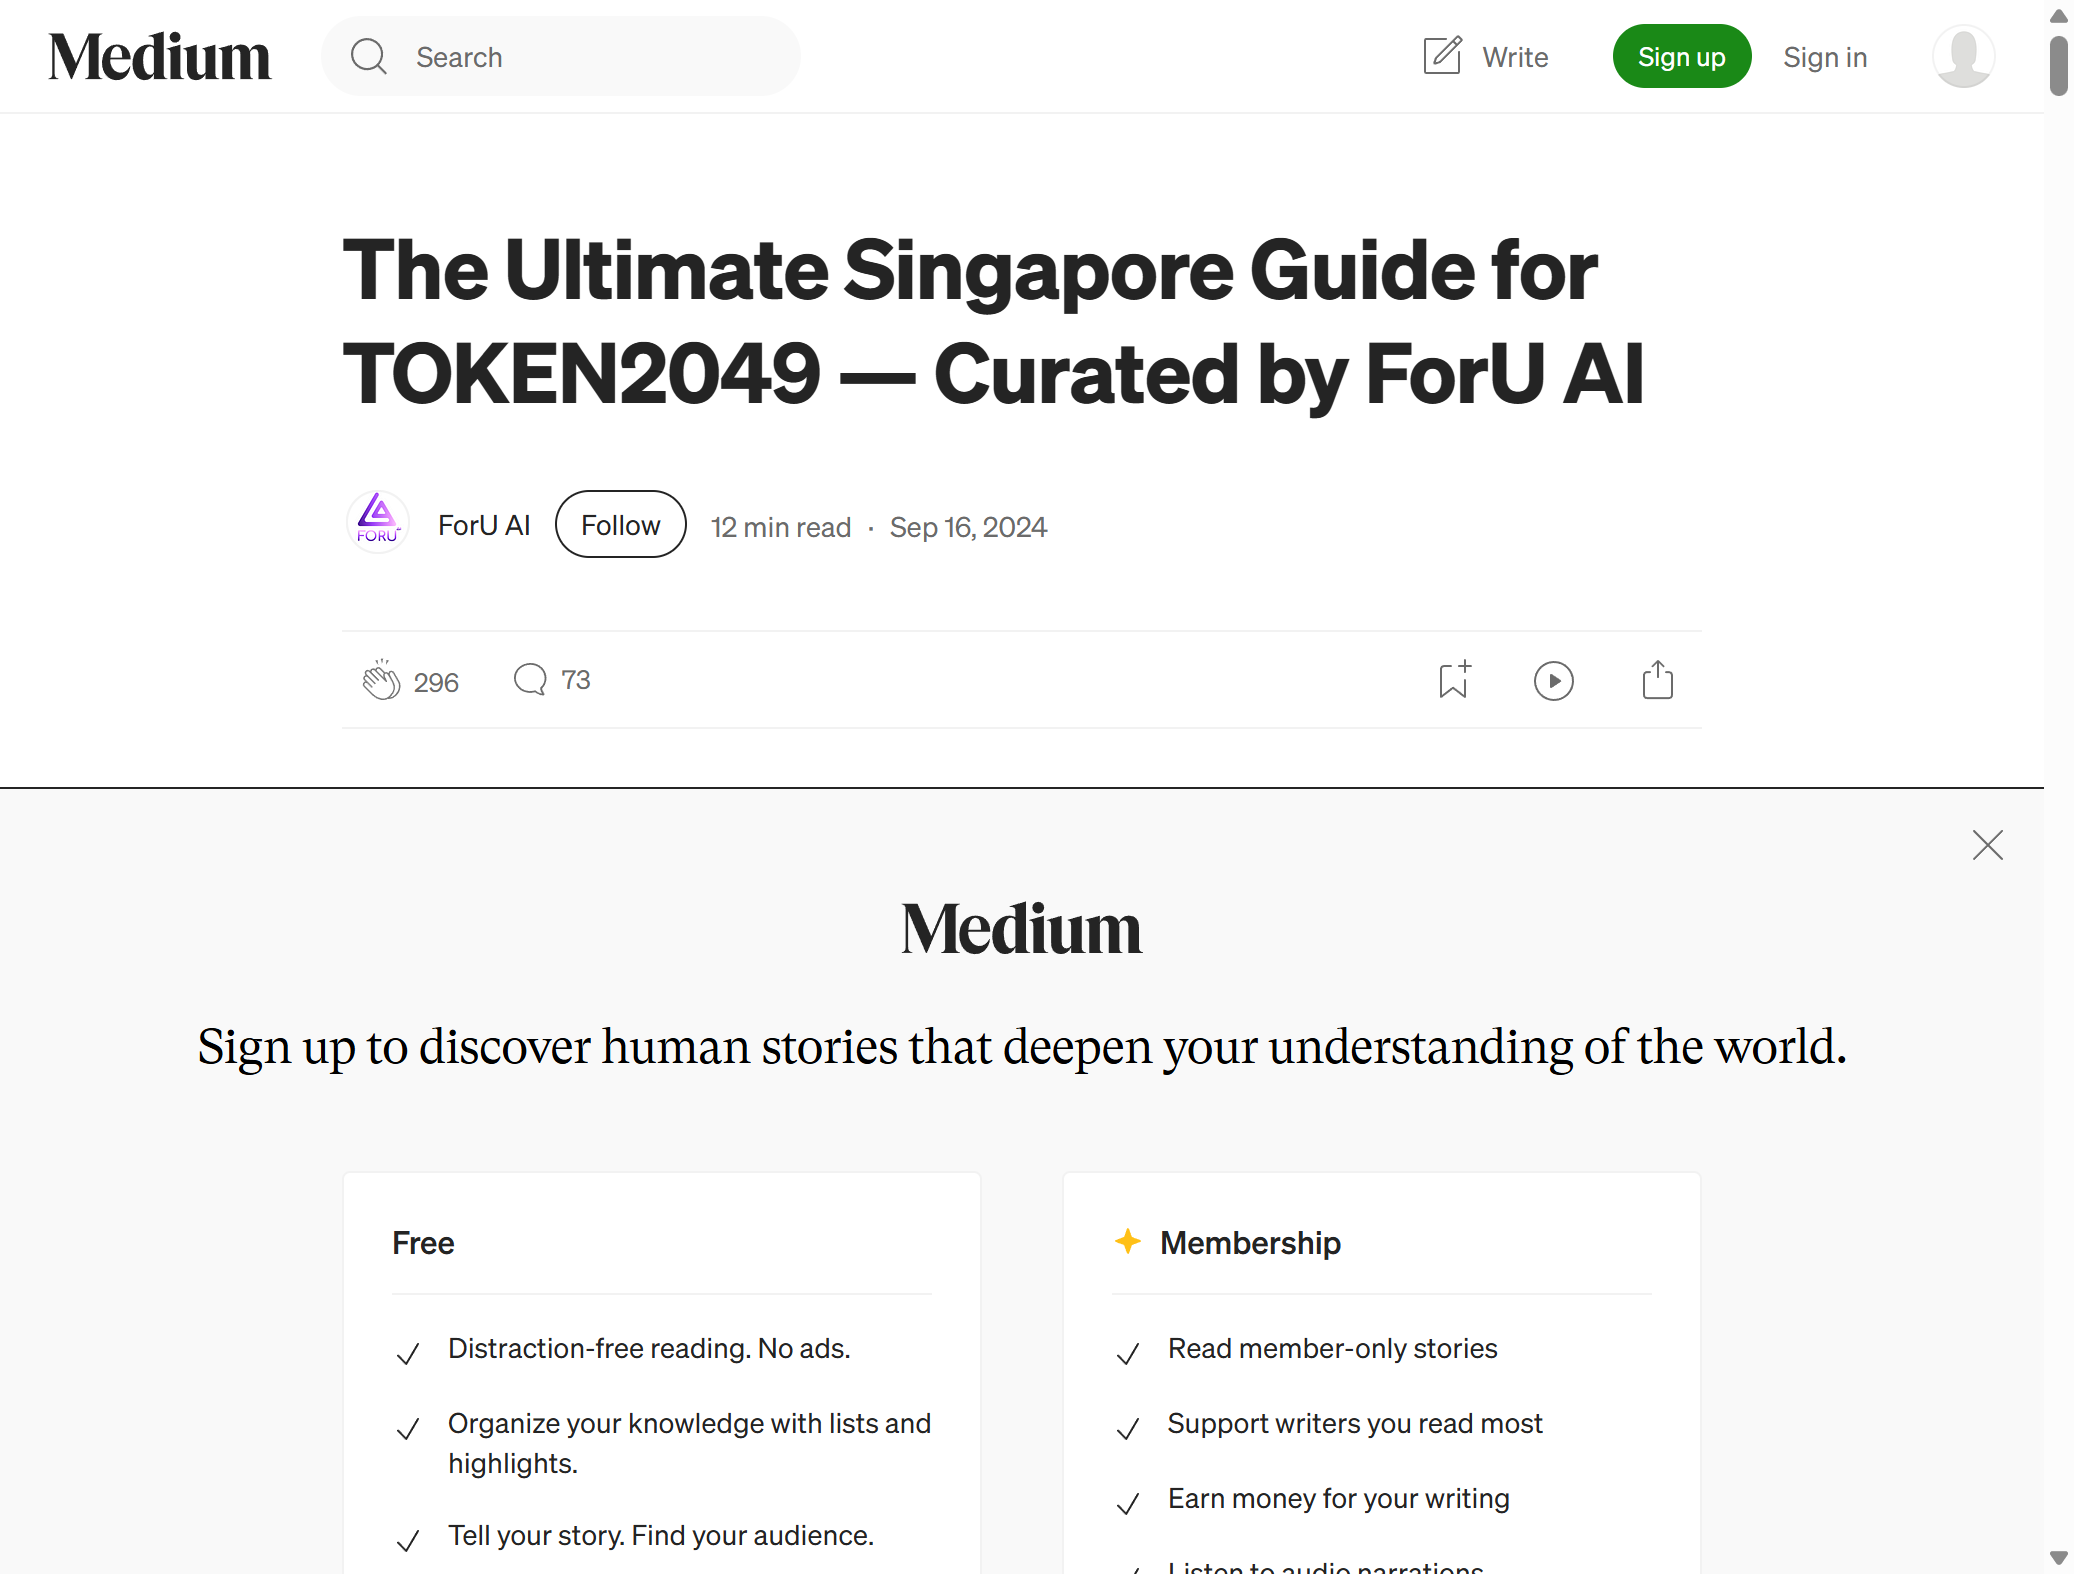 Medium
Search
Write
Sign up
Sign in
The Ultimate Singapore Guide for
TOKEN2049 — Curated by ForU AI
FORU
ForU AI
Follow
12 min read · Sep 16, 2024
296
73
Medium
Sign up to discover human stories that deepen your understanding of the world.
Free
Distraction-free reading. No ads.
Organize your knowledge with lists and
highlights.
Tell your story. Find your audience.
Membership
Read member-only stories
Support writers you read most
Earn money for your writing
Listen to audio narrations